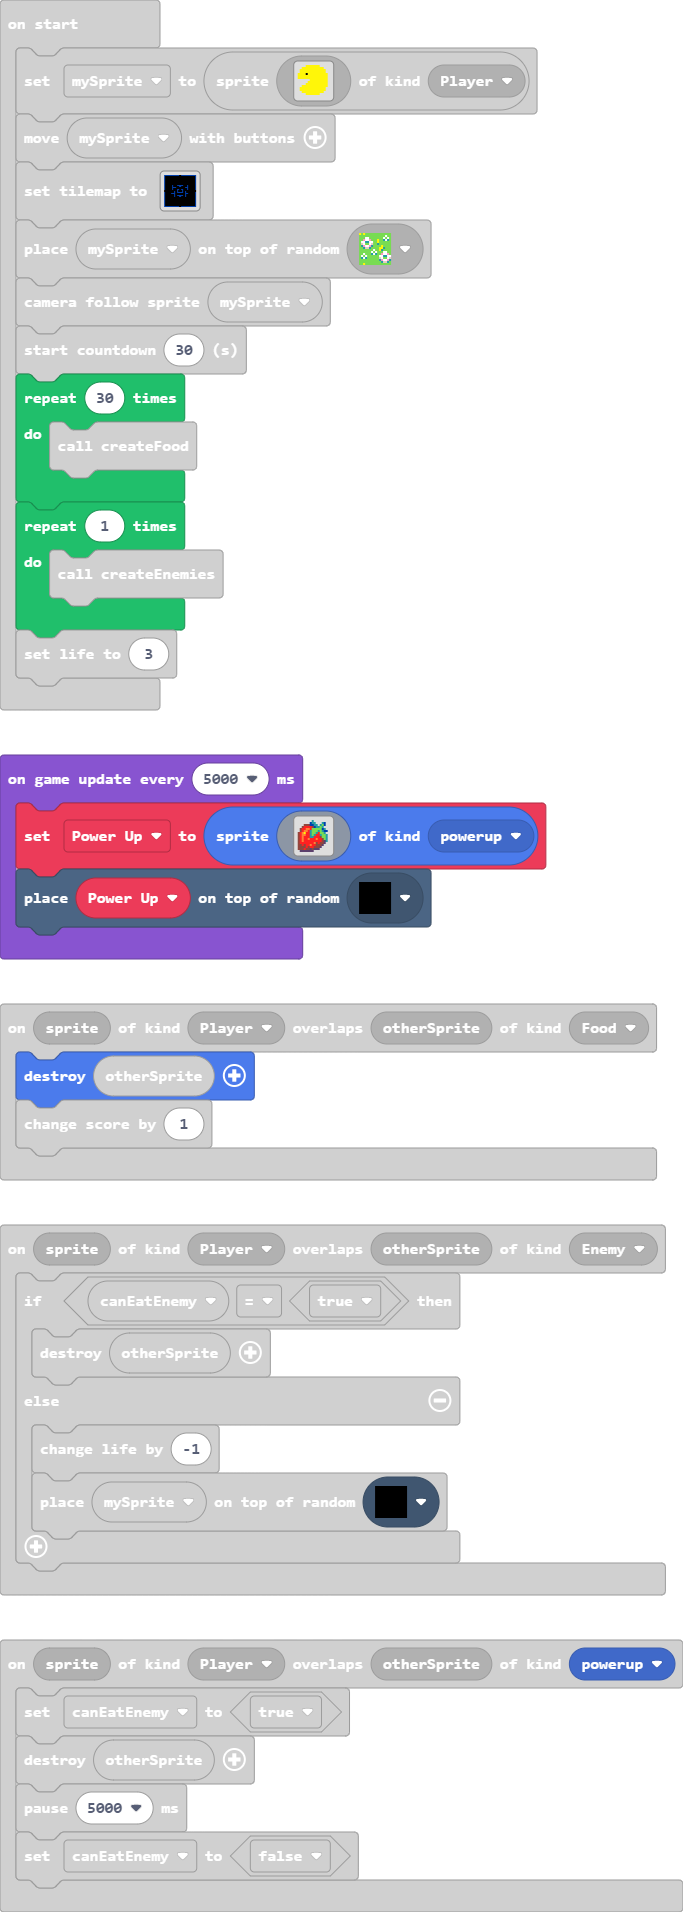 on start
set mySprite to sprite of kind Player
move mySprite with buttons
set tilemap to
place mySprite on top of random
camera follow sprite mySprite
start countdown 30 (s)
repeat 30 times
do
call createFood
repeat 1 times
do
call createEnemies
set life to 3
on game update every 5000 ms
set Power Up to sprite of kind powerup
place Power Up on top of random
on sprite of kind Player overlaps otherSprite of kind Food
destroy otherSprite
change score by 1
on sprite of kind Player overlaps otherSprite of kind Enemy
if canEatEnemy = true then
destroy otherSprite
else
change life by -1
place mySprite on top of random
on sprite of kind Player overlaps otherSprite of kind powerup
set canEatEnemy to true
destroy otherSprite
pause 5000 ms
set canEatEnemy to false